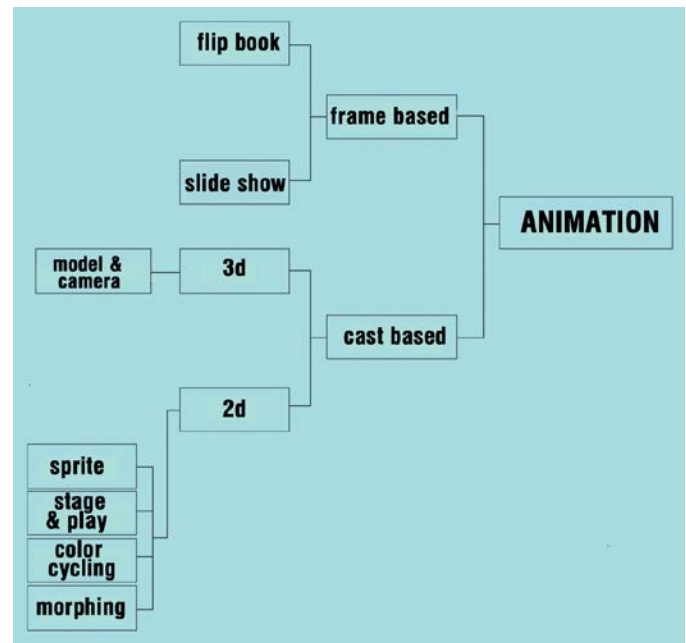 flip book
frame based
slide show
ANIMATION
model &
camera
3d
cast based
2d
sprite
stage
& play
color
cycling
morphing